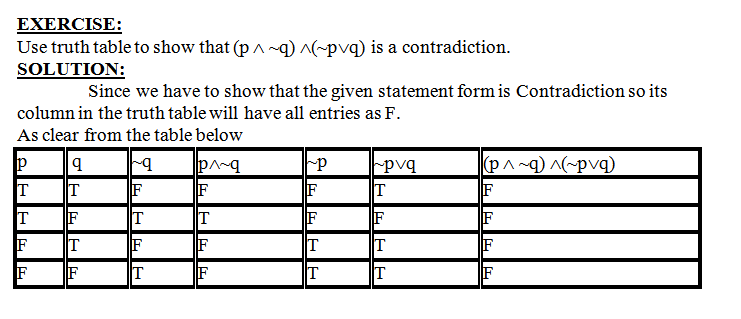 EXERCISE:
Use truth table to show that (p ∧ ~q) ∧(~p∨q) is a contradiction.
SOLUTION:
Since we have to show that the given statement form is Contradiction so its
column in the truth table will have all entries as F.
As clear from the table below
p q ~q p∧~q ~p ~p∨q (p ∧ ~q) ∧(~p∨q)
T T F F F T F
T F T T F F F
F T F F T T F
F F T F T T F